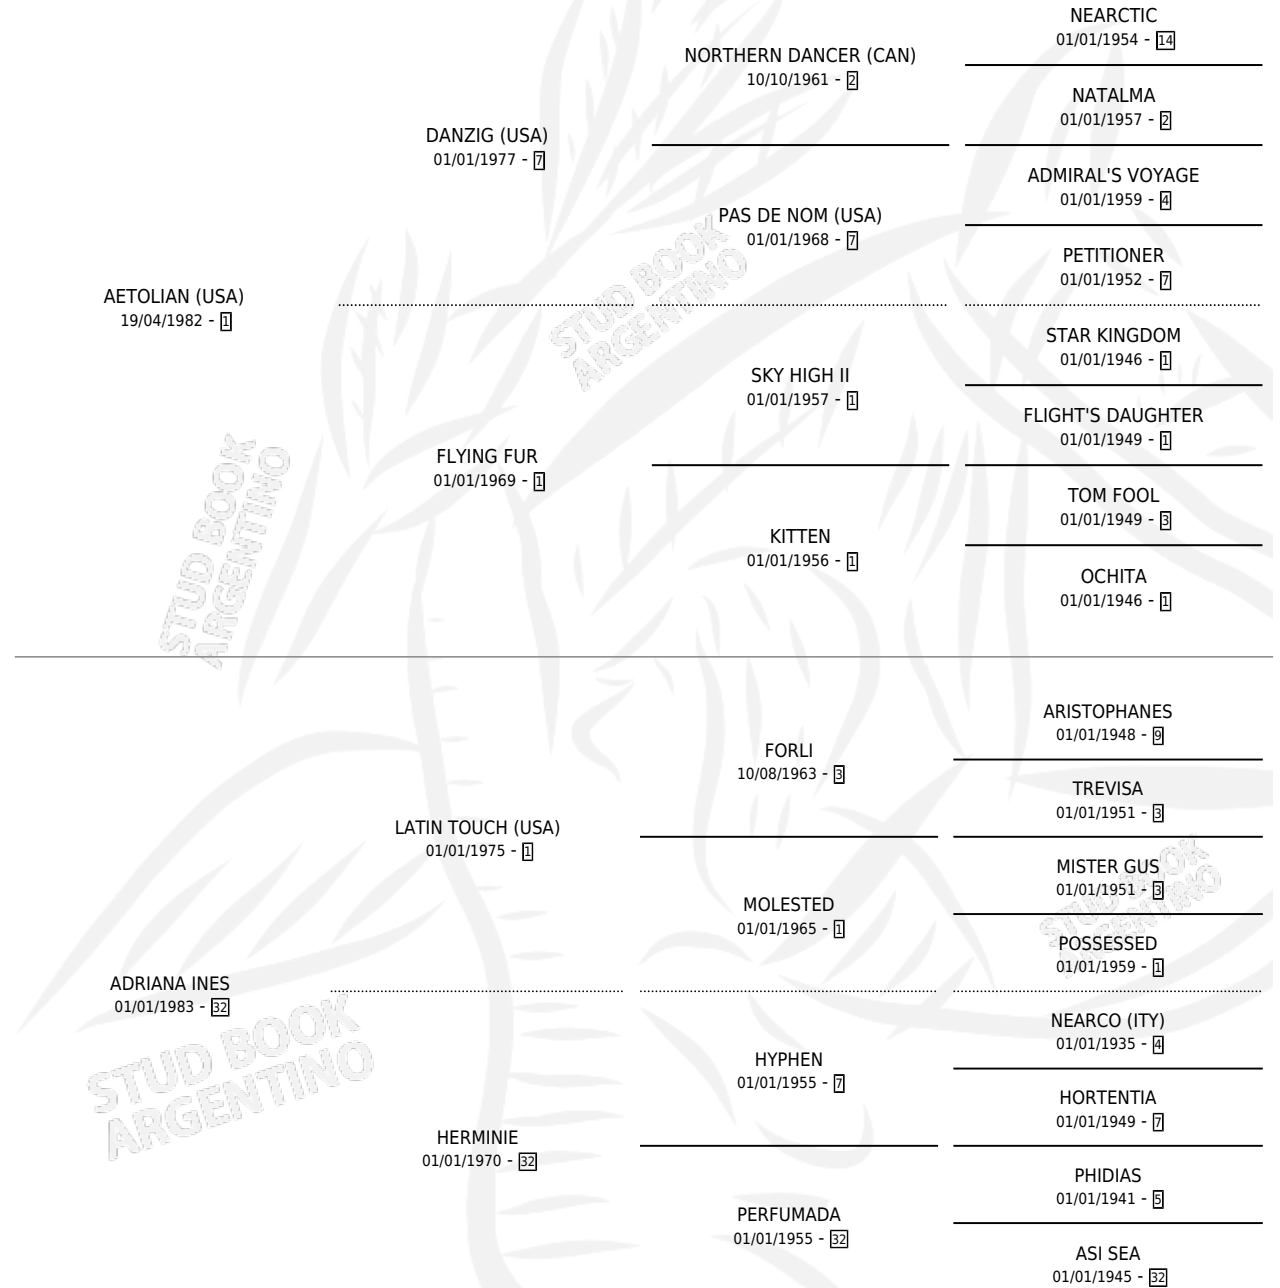 NEARCTIC
01/01/1954 - 14
NORTHERN DANCER (CAN)
10/10/1961 - 2
NATALMA
01/01/1957 - 2
DANZIG (USA)
01/01/1977 - 7
ADMIRAL'S VOYAGE
01/01/1959 - 4
PAS DE NOM (USA)
01/01/1968 - 7
PETITIONER
01/01/1952 - 7
AETOLIAN (USA)
19/04/1982 - 1
STUD BOOK
ARGENTINO
STAR KINGDOM
01/01/1946 - 1
SKY HIGH II
01/01/1957 - 1
FLIGHT'S DAUGHTER
01/01/1949 - 1
FLYING FUR
01/01/1969 - 1
TOM FOOL
01/01/1949 - 3
KITTEN
01/01/1956 - 1
OCHITA
01/01/1946 - 1
STUD BOOK
ARGENTINO
ARISTOPHANES
01/01/1948 - 9
FORLI
10/08/1963 - 3
TREVISA
01/01/1951 - 3
LATIN TOUCH (USA)
01/01/1975 - 1
MISTER GUS
01/01/1951 - 3
MOLESTED
01/01/1965 - 1
POSSESSED
01/01/1959 - 1
STUD BOOK
ARGENTINO
ADRIANA INES
01/01/1983 - 32
NEARCO (ITY)
01/01/1935 - 4
HYPHEN
01/01/1955 - 7
HORTENTIA
01/01/1949 - 7
STUD BOOK
ARGENTINO
HERMINIE
01/01/1970 - 32
PHIDIAS
01/01/1941 - 5
PERFUMADA
01/01/1955 - 32
ASI SEA
01/01/1945 - 32